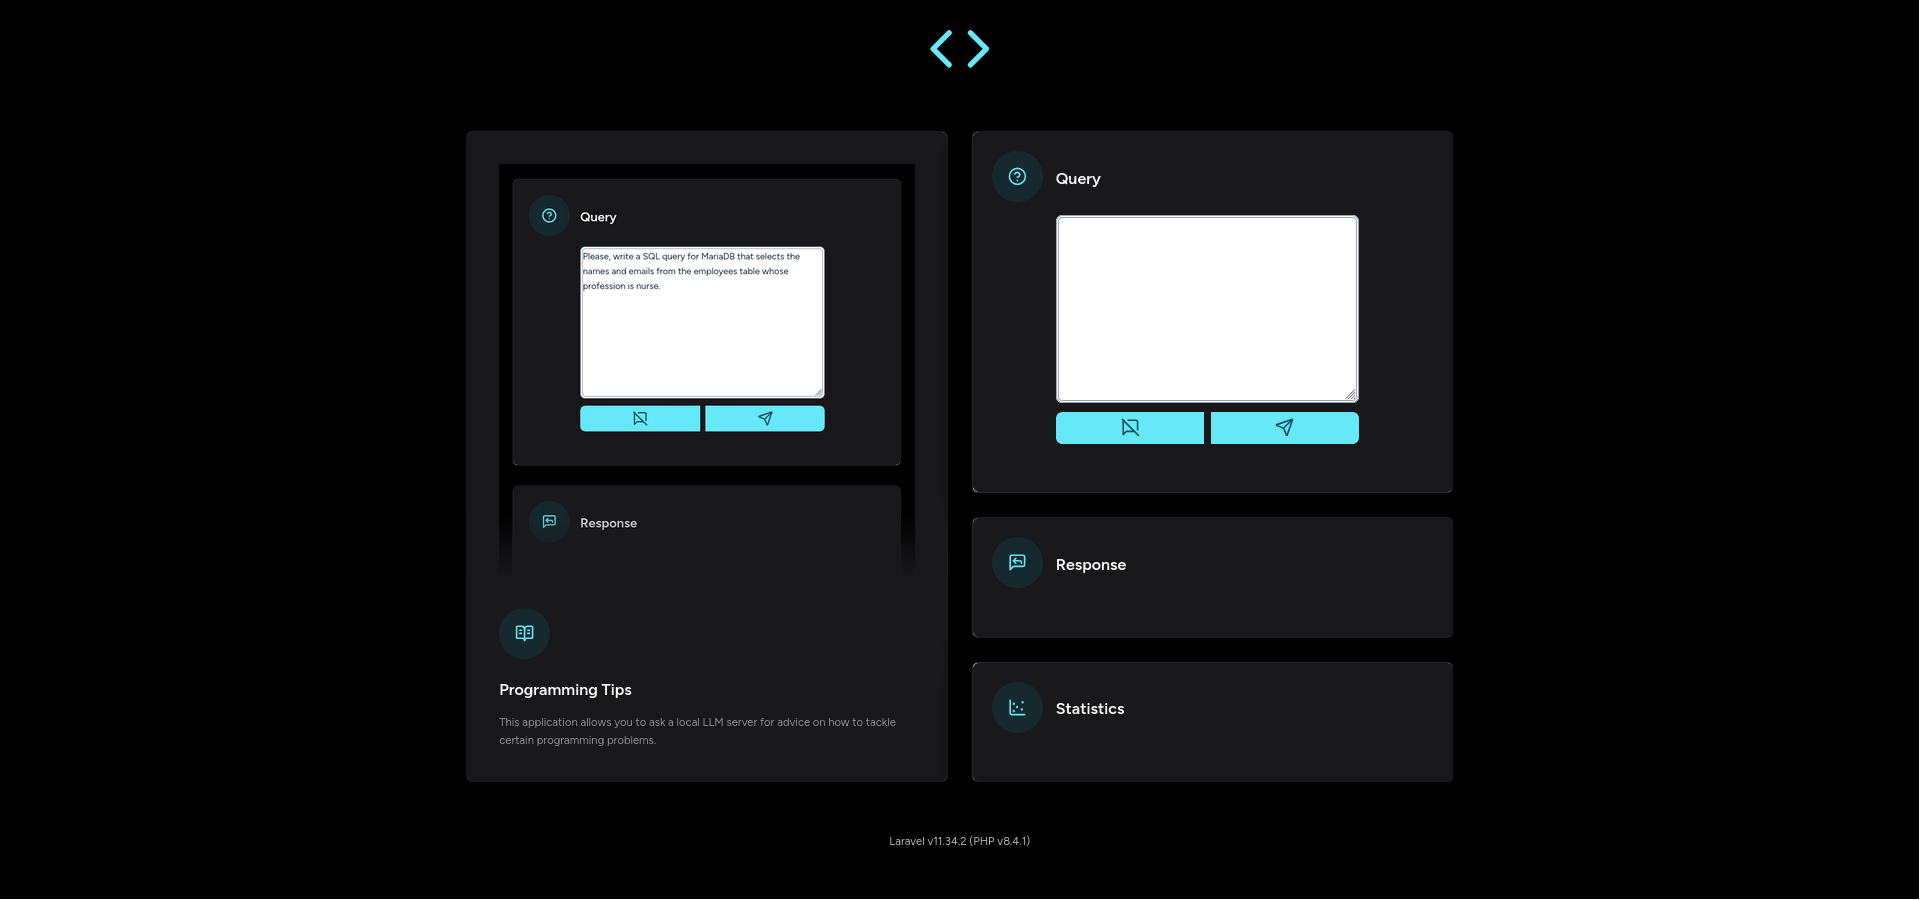 Query
Please, write a SQL query for MariaDB that selects the
names and emails from the employees table whose
profession is nurse.
Response
Programming Tips
This application allows you to ask a local LLM server for advice on how to tackle
certain programming problems.
Query
Response
Statistics
Laravel v11.34.2 (PHP v8.4.1)